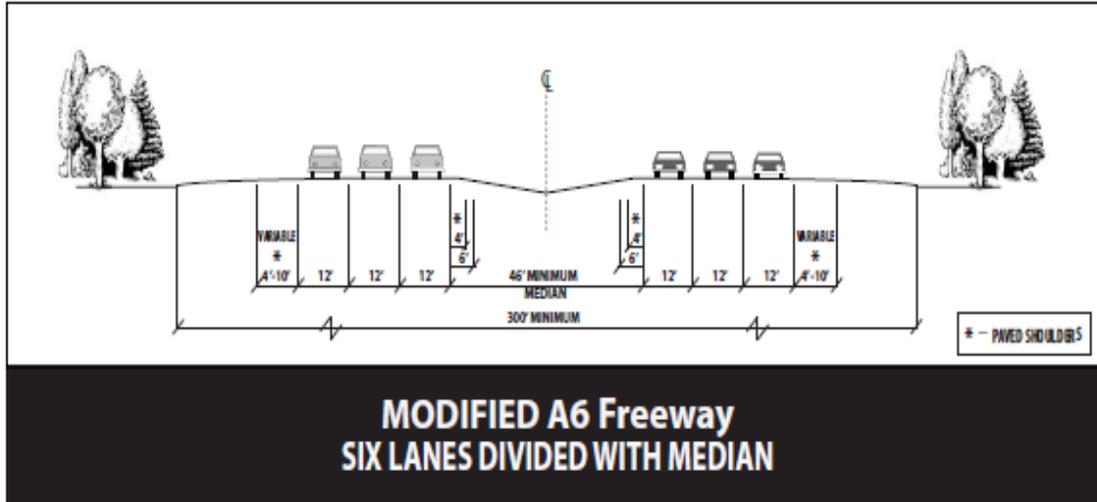 ℄
VARIABLE
*
4'-10'
12'
12'
12'
*
4'
6'
46' MINIMUM
MEDIAN
*
4'
6'
12'
12'
12'
VARIABLE
*
4'-10'
300' MINIMUM
* – PAVED SHOULDERS
MODIFIED A6 Freeway
SIX LANES DIVIDED WITH MEDIAN